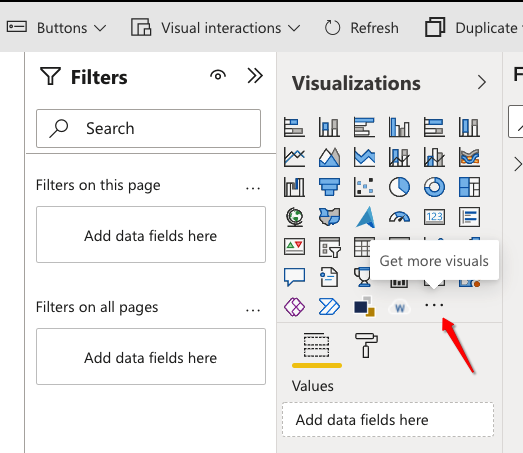 Buttons
Visual interactions
Refresh
Duplicate
Filters
Search
Filters on this page
Add data fields here
Filters on all pages
Add data fields here
Visualizations
123
Get more visuals
W
Values
Add data fields here
F